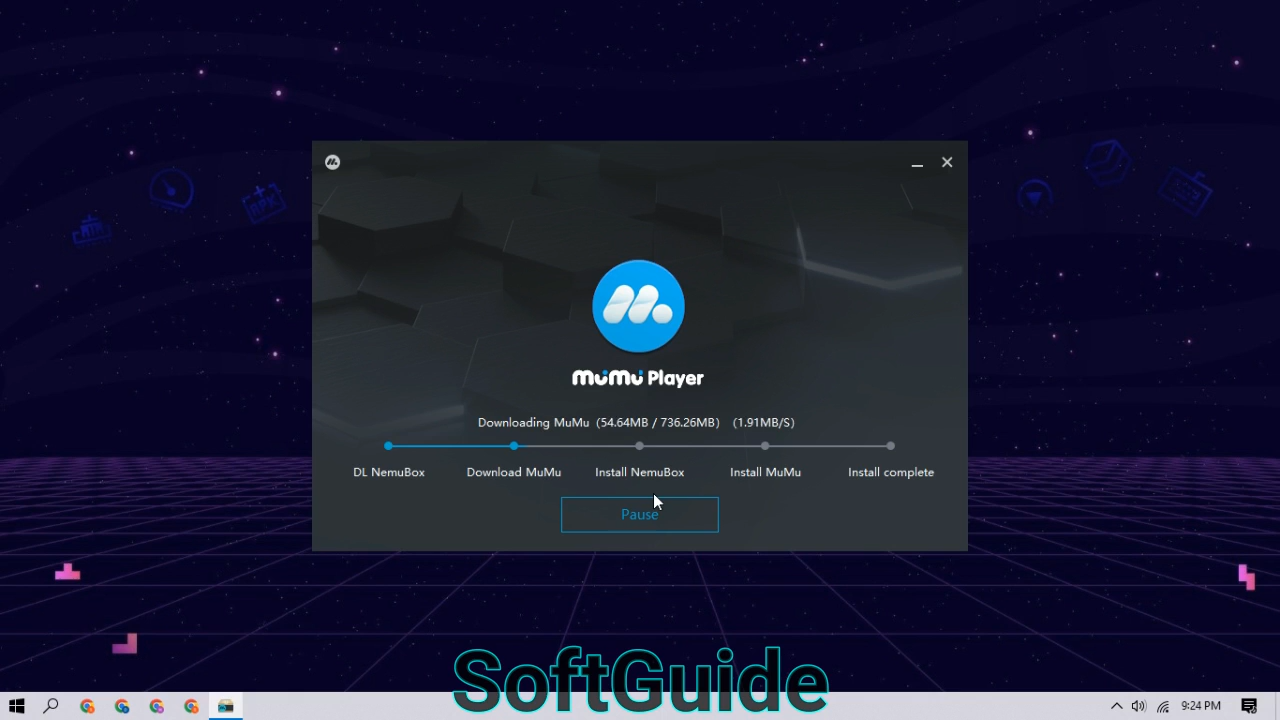 mumu Player
Downloading MuMu (54.64MB / 736.26MB) (1.91MB/S)
DL NemuBox
Download MuMu
Install NemuBox
Install MuMu
Install complete
Pause
SoftGuide
9:24 PM